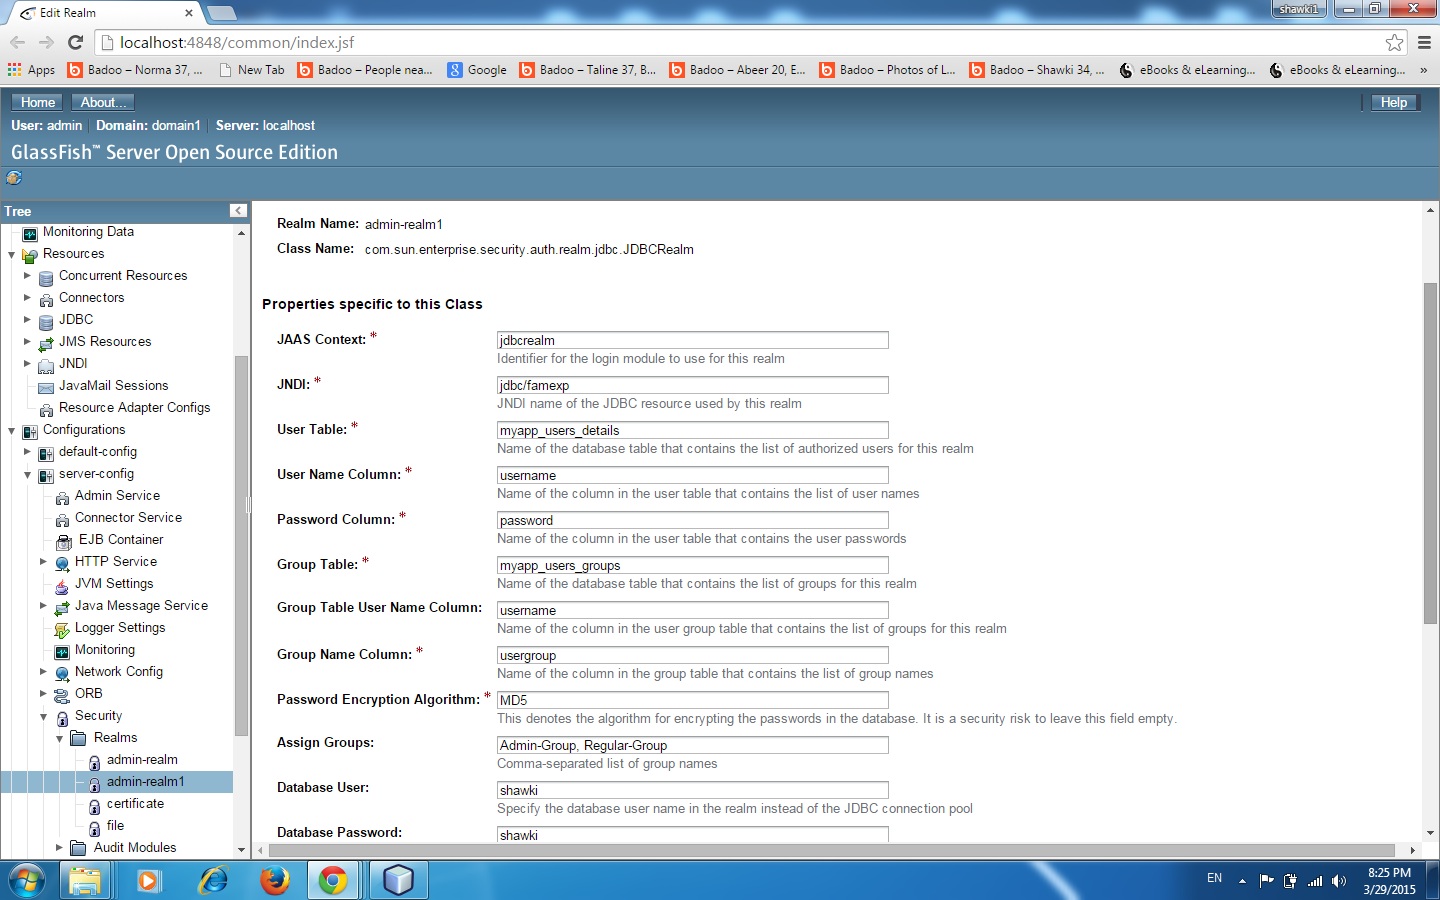 Edit Realm
shawki1
localhost:4848/common/index.jsf
Apps Badoo – Norma 37, ... New Tab Badoo – People nea... Google Badoo – Taline 37, B... Badoo – Abeer 20, E... Badoo – Photos of L... Badoo – Shawki 34, ... eBooks & eLearning... eBooks & eLearning... »
Home About... Help
User: admin Domain: domain1 Server: localhost
GlassFish™ Server Open Source Edition
Tree
Monitoring Data
Resources
Concurrent Resources
Connectors
JDBC
JMS Resources
JNDI
JavaMail Sessions
Resource Adapter Configs
Configurations
default-config
server-config
Admin Service
Connector Service
EJB Container
HTTP Service
JVM Settings
Java Message Service
Logger Settings
Monitoring
Network Config
ORB
Security
Realms
admin-realm
admin-realm1
certificate
file
Audit Modules
Realm Name: admin-realm1
Class Name: com.sun.enterprise.security.auth.realm.jdbc.JDBCRealm
Properties specific to this Class
JAAS Context: * jdbcrealm
Identifier for the login module to use for this realm
JNDI: * jdbc/famexp
JNDI name of the JDBC resource used by this realm
User Table: * myapp_users_details
Name of the database table that contains the list of authorized users for this realm
User Name Column: * username
Name of the column in the user table that contains the list of user names
Password Column: * password
Name of the column in the user table that contains the user passwords
Group Table: * myapp_users_groups
Name of the database table that contains the list of groups for this realm
Group Table User Name Column: username
Name of the column in the user group table that contains the list of groups for this realm
Group Name Column: * usergroup
Name of the column in the group table that contains the list of group names
Password Encryption Algorithm: * MD5
This denotes the algorithm for encrypting the passwords in the database. It is a security risk to leave this field empty.
Assign Groups: Admin-Group, Regular-Group
Comma-separated list of group names
Database User: shawki
Specify the database user name in the realm instead of the JDBC connection pool
Database Password: shawki
EN
8:25 PM
3/29/2015